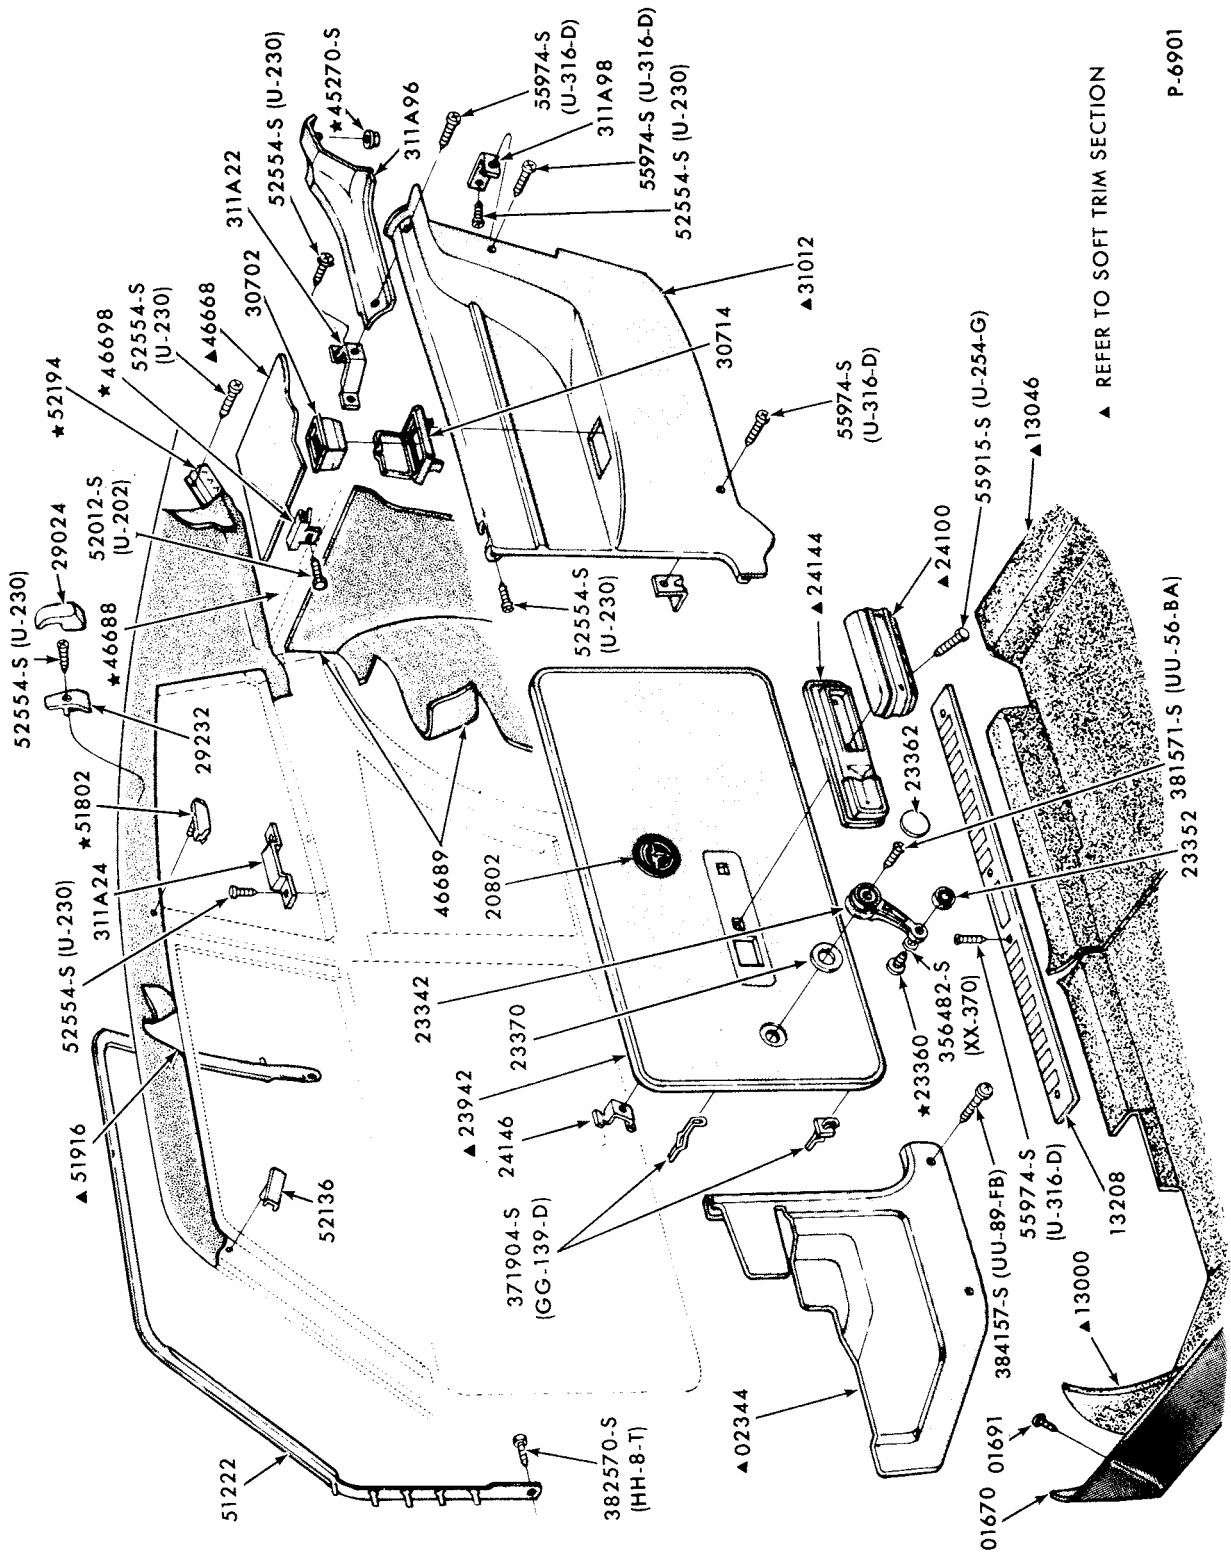 52554-S (U-230)
29024
★52194
★46698
52554-S
(U-230)
▲46668
30702
311A22
52554-S (U-230)
★45270-S
52012-S
(U-202)
★46688
29232
★51802
311A24
52554-S (U-230)
▲51916
52136
51222
382570-S
(HH-8-T)
311A96
55974-S
(U-316-D)
311A98
55974-S (U-316-D)
52554-S (U-230)
▲31012
30714
55974-S
(U-316-D)
52554-S
(U-230)
46689
20802
23342
23370
▲23942
24146
371904-S
(GG-139-D)
▲02344
▲24144
▲24100
55915-S (U-254-G)
▲13046
23362
381571-S (UU-56-BA)
23352
356482-S
(XX-370)
★23360
55974-S
(U-316-D)
13208
384157-S (UU-89-FB)
▲13000
01691
01670
▲ REFER TO SOFT TRIM SECTION
P-6901